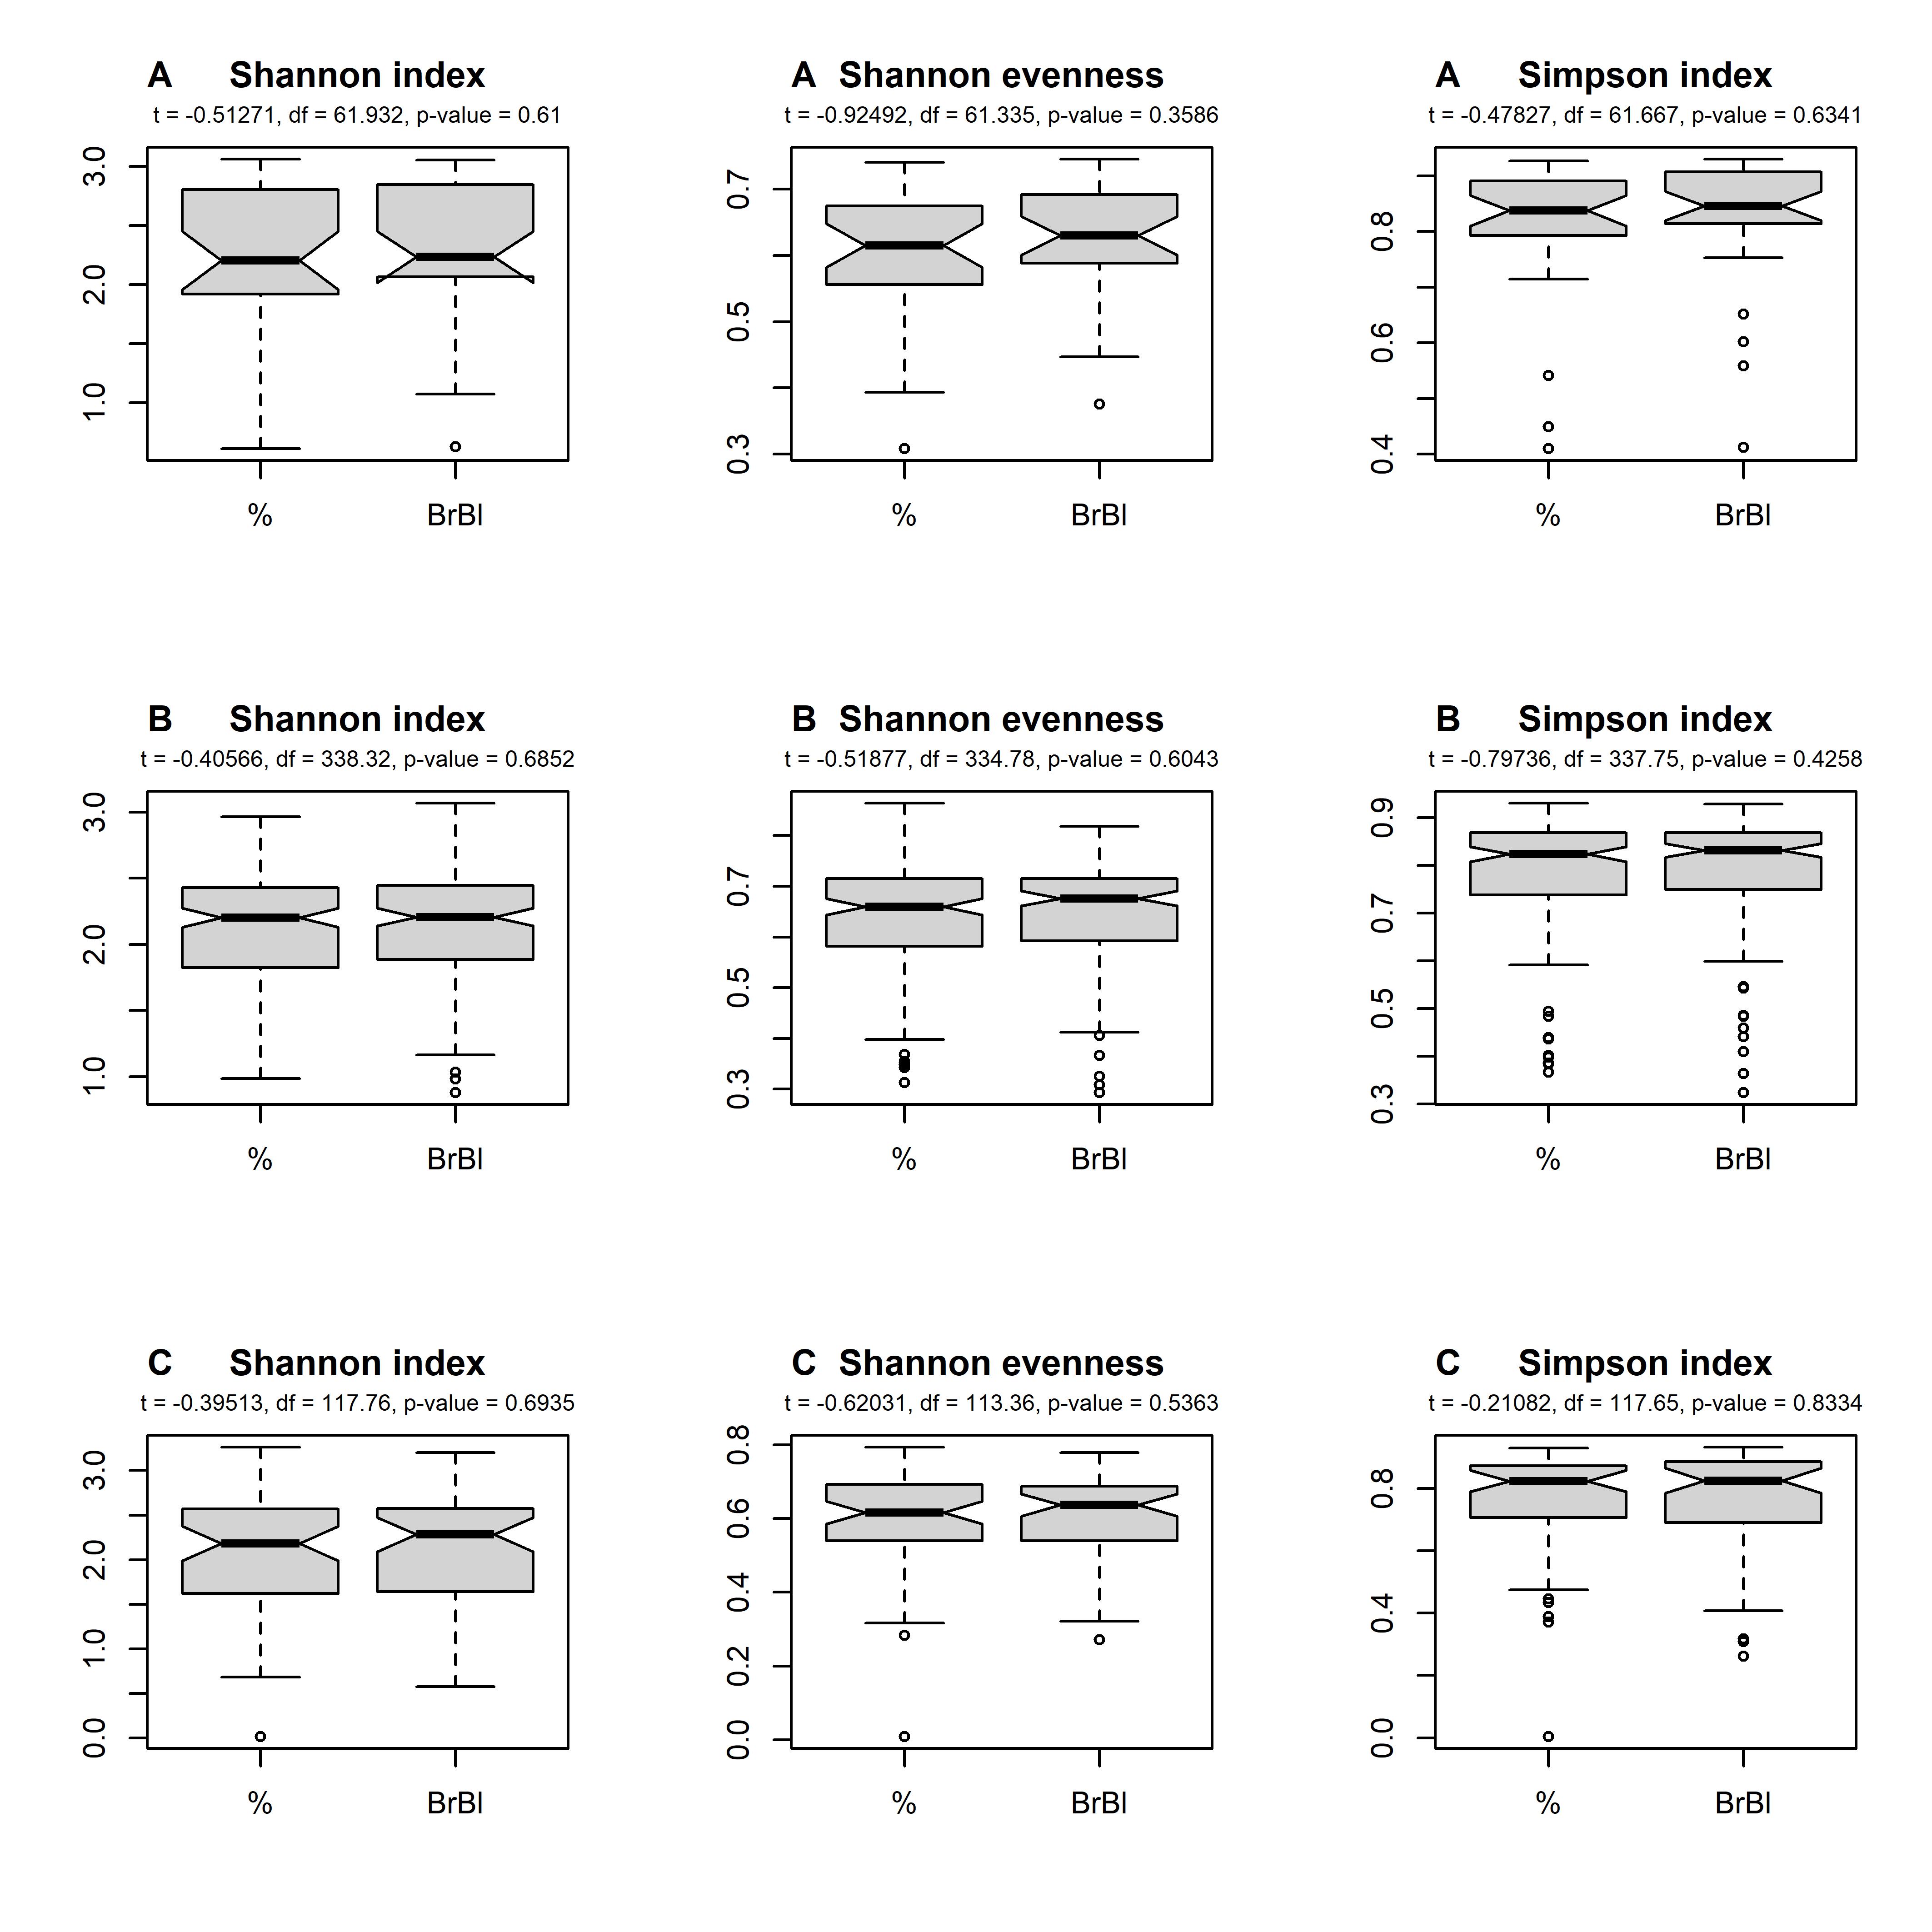 A Shannon index
t = -0.51271, df = 61.932, p-value = 0.61
3.0
2.0
1.0
% BrBl
A Shannon evenness
t = -0.92492, df = 61.335, p-value = 0.3586
0.7
0.5
0.3
% BrBl
A Simpson index
t = -0.47827, df = 61.667, p-value = 0.6341
0.8
0.6
0.4
% BrBl
B Shannon index
t = -0.40566, df = 338.32, p-value = 0.6852
3.0
2.0
1.0
% BrBl
B Shannon evenness
t = -0.51877, df = 334.78, p-value = 0.6043
0.7
0.5
0.3
% BrBl
B Simpson index
t = -0.79736, df = 337.75, p-value = 0.4258
0.9
0.7
0.5
0.3
% BrBl
C Shannon index
t = -0.39513, df = 117.76, p-value = 0.6935
3.0
2.0
1.0
0.0
% BrBl
C Shannon evenness
t = -0.62031, df = 113.36, p-value = 0.5363
0.8
0.6
0.4
0.2
0.0
% BrBl
C Simpson index
t = -0.21082, df = 117.65, p-value = 0.8334
0.8
0.4
0.0
% BrBl